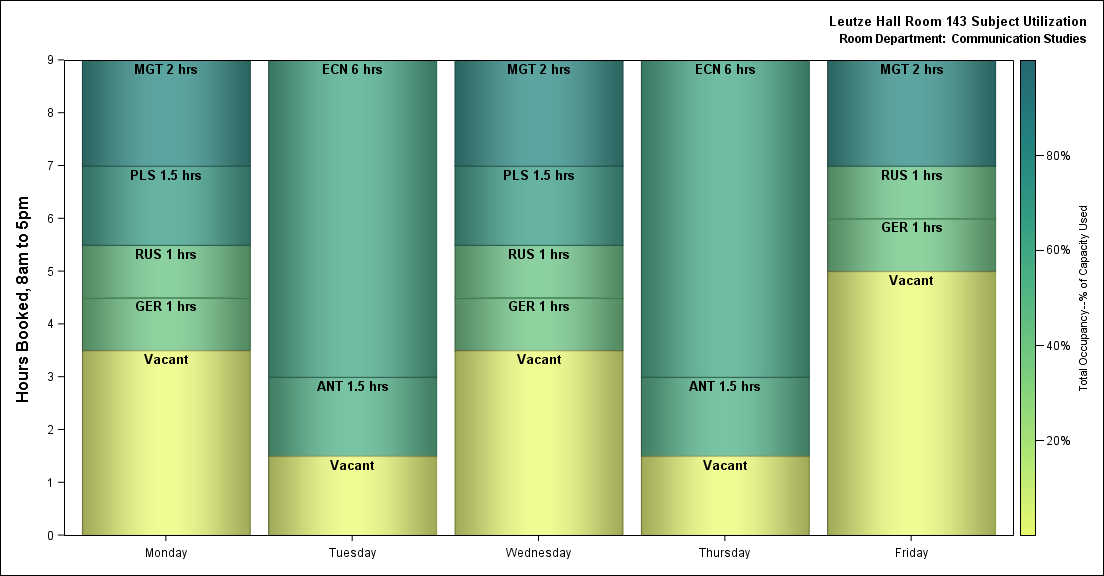 Leutze Hall Room 143 Subject Utilization
Room Department: Communication Studies
Hours Booked, 8am to 5pm
9
8
7
6
5
4
3
2
1
0
MGT 2 hrs
PLS 1.5 hrs
RUS 1 hrs
GER 1 hrs
Vacant
ECN 6 hrs
ANT 1.5 hrs
Vacant
MGT 2 hrs
PLS 1.5 hrs
RUS 1 hrs
GER 1 hrs
Vacant
ECN 6 hrs
ANT 1.5 hrs
Vacant
MGT 2 hrs
RUS 1 hrs
GER 1 hrs
Vacant
Monday
Tuesday
Wednesday
Thursday
Friday
80%
60%
40%
20%
Total Occupancy--% of Capacity Used